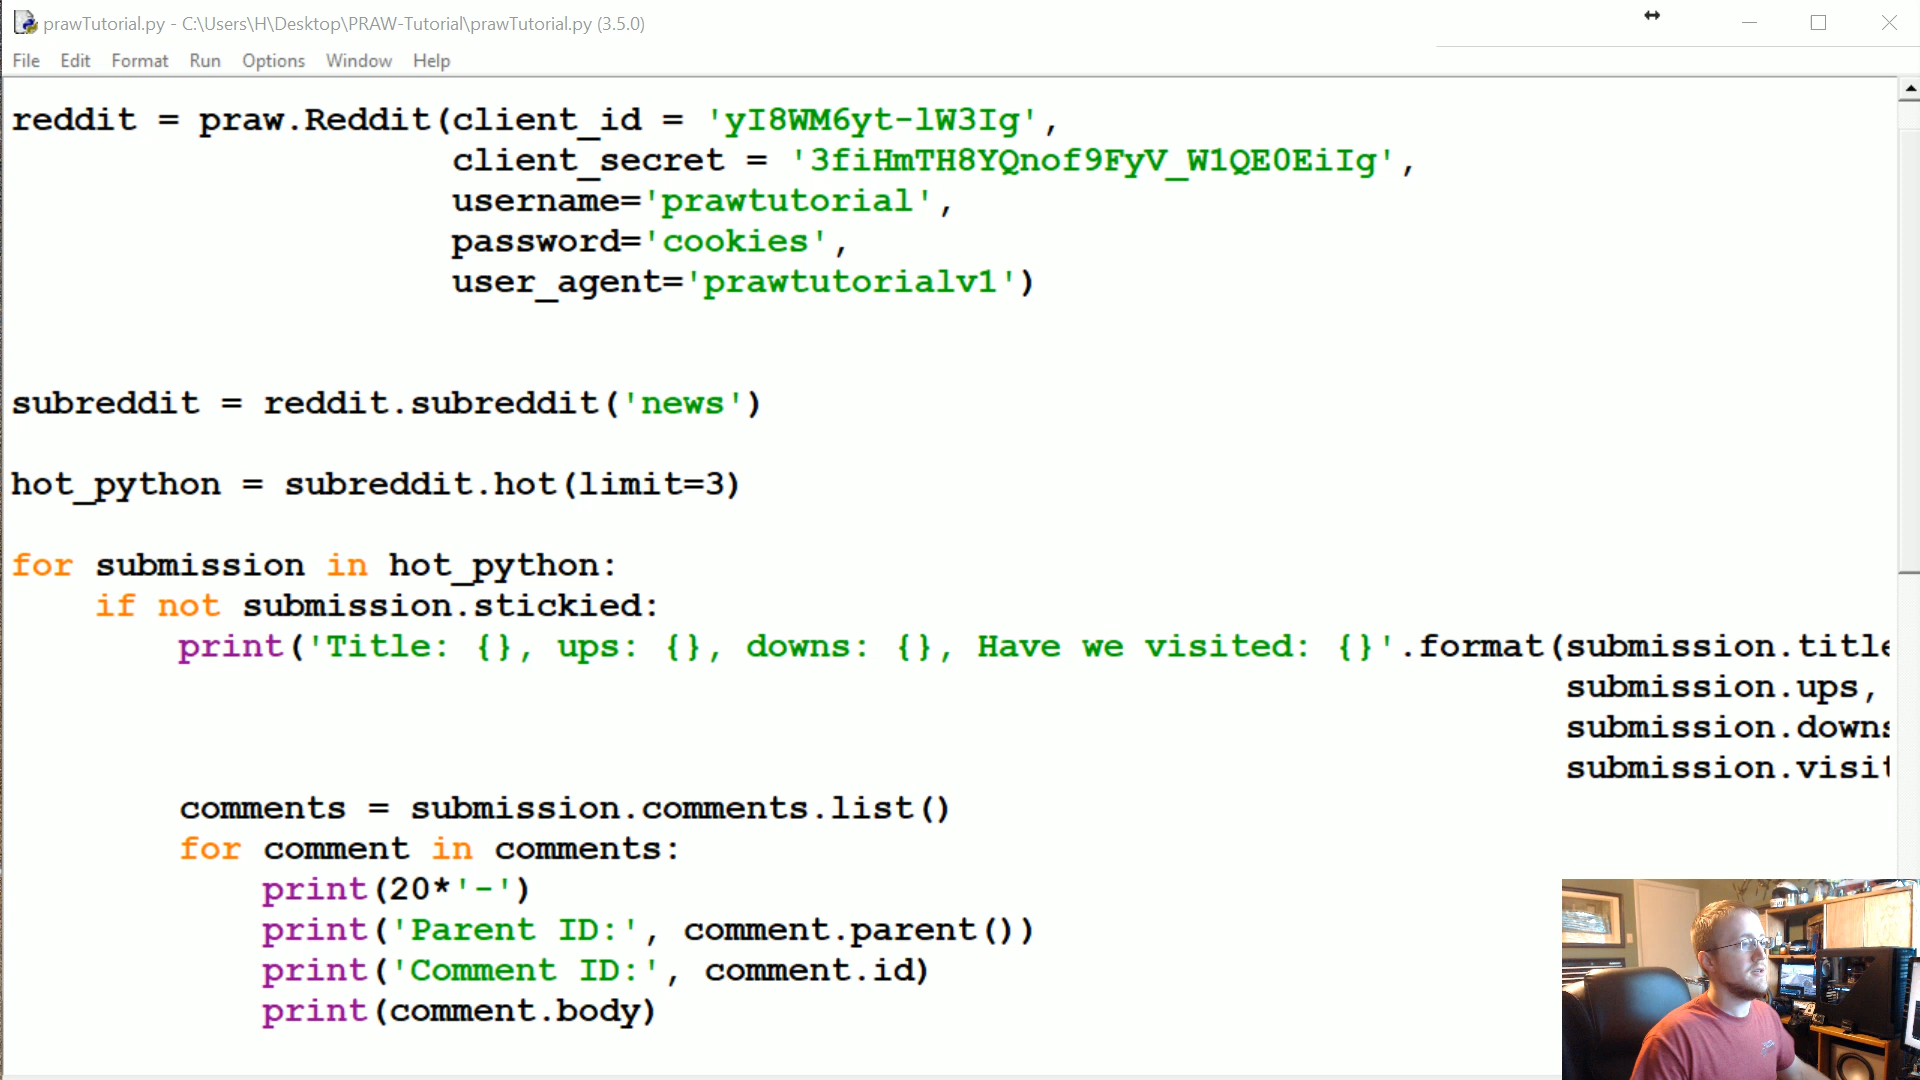 prawTutorial.py - C:\Users\H\Desktop\PRAW-Tutorial\prawTutorial.py (3.5.0)
File Edit Format Run Options Window Help
reddit = praw.Reddit(client_id = 'yI8WM6yt-lW3Ig',
client_secret = '3fiHmTH8YQnof9FyV_W1QE0EiIg',
username='prawtutorial',
password='cookies',
user_agent='prawtutorialv1')
subreddit = reddit.subreddit('news')
hot_python = subreddit.hot(limit=3)
for submission in hot_python:
if not submission.stickied:
print('Title: {}, ups: {}, downs: {}, Have we visited: {}'.format(submission.title
submission.ups,
submission.downs
submission.visit
comments = submission.comments.list()
for comment in comments:
print(20*'-')
print('Parent ID:', comment.parent())
print('Comment ID:', comment.id)
print(comment.body)